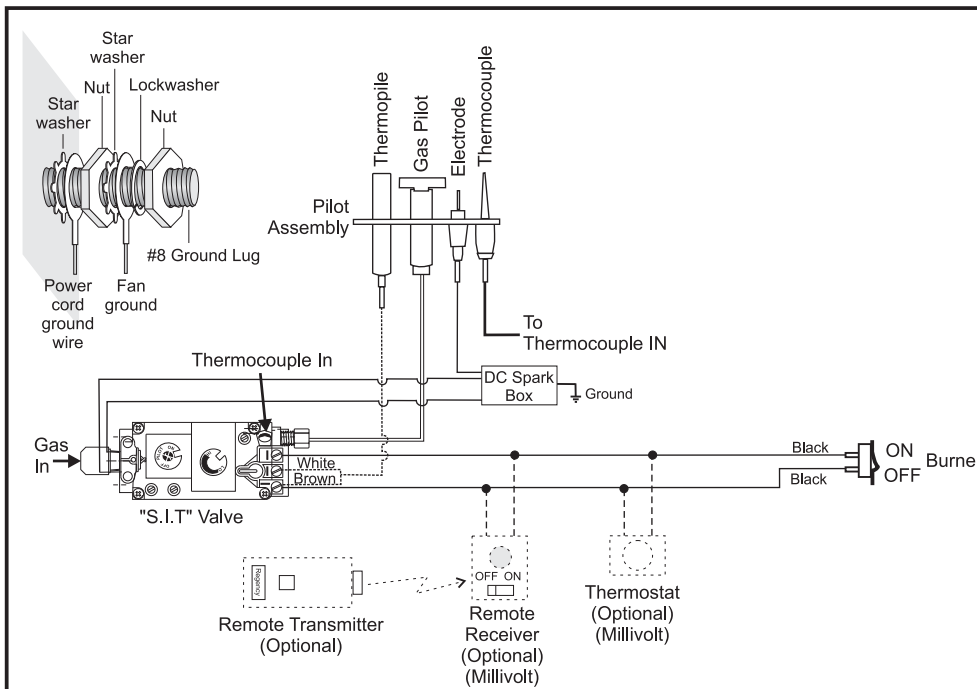 Star
washer
Nut
Lockwasher
Star
washer
Nut
#8 Ground Lug
Power
cord
ground
wire
Fan
ground
Thermopile
Gas Pilot
Electrode
Thermocouple
Pilot
Assembly
To
Thermocouple IN
Thermocouple In
DC Spark
Box
Ground
Gas
In
White
Brown
"S.I.T" Valve
Black
Black
ON
OFF
Burne
Regency
Remote Transmitter
(Optional)
OFF ON
Remote
Receiver
(Optional)
(Millivolt)
Thermostat
(Optional)
(Millivolt)